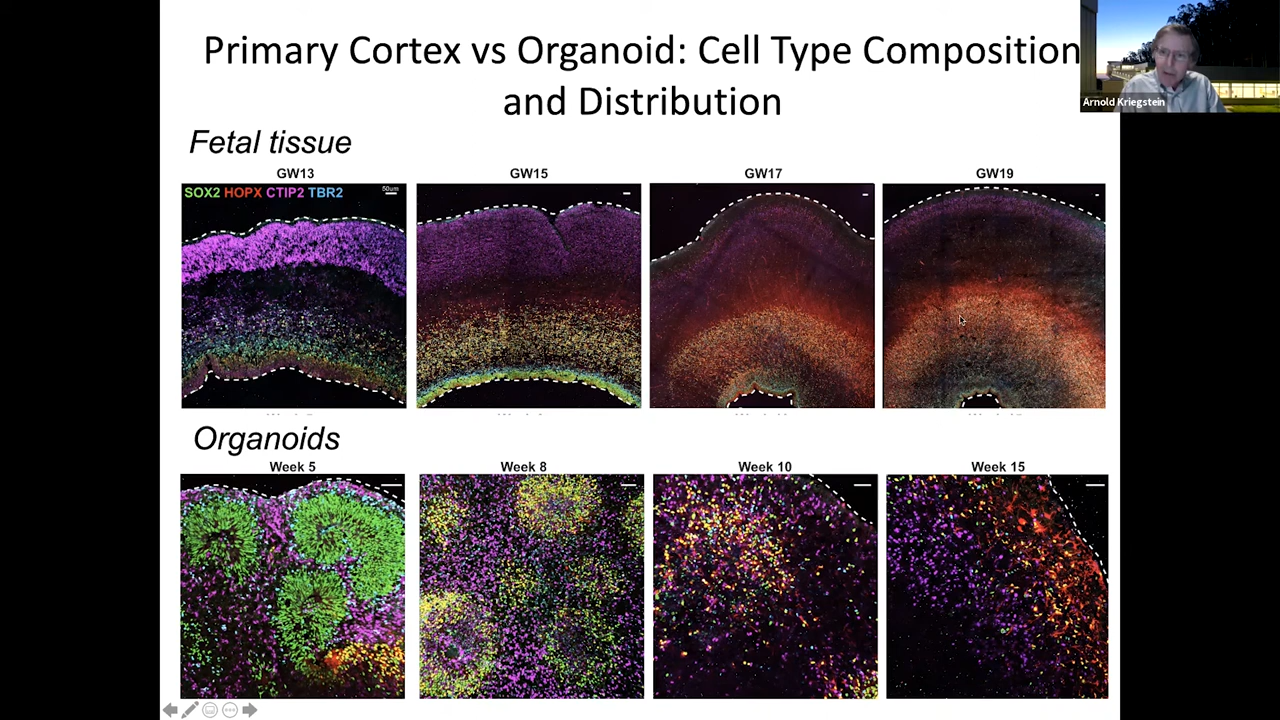 Primary Cortex vs Organoid: Cell Type Composition
and Distribution
Arnold Kriegstein
Fetal tissue
GW13
GW15
GW17
GW19
SOX2 HOPX CTIP2 TBR2
50um
Organoids
Week 5
Week 8
Week 10
Week 15